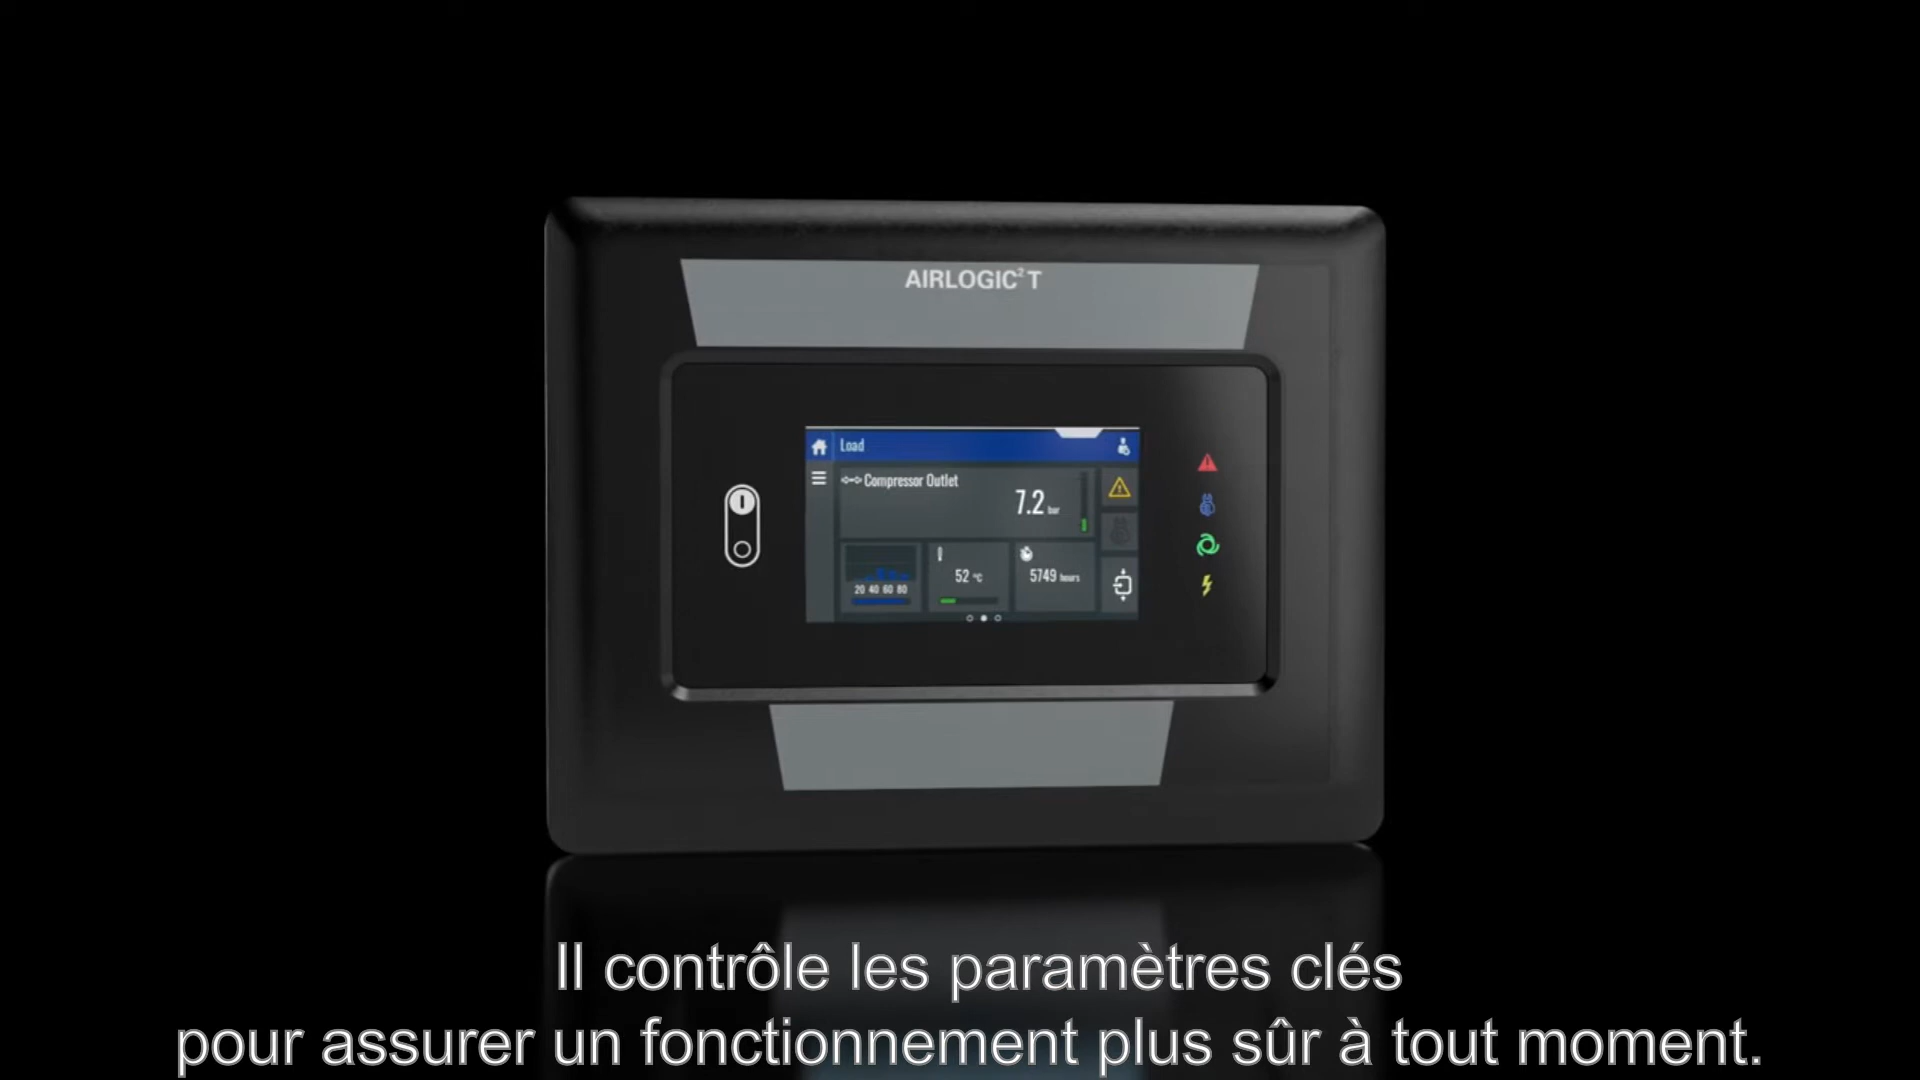 AIRLOGIC² T
Load
Compressor Outlet
7.2 bar
20 40 60 80
52 °C
5749 hours
Il contrôle les paramètres clés
pour assurer un fonctionnement plus sûr à tout moment.